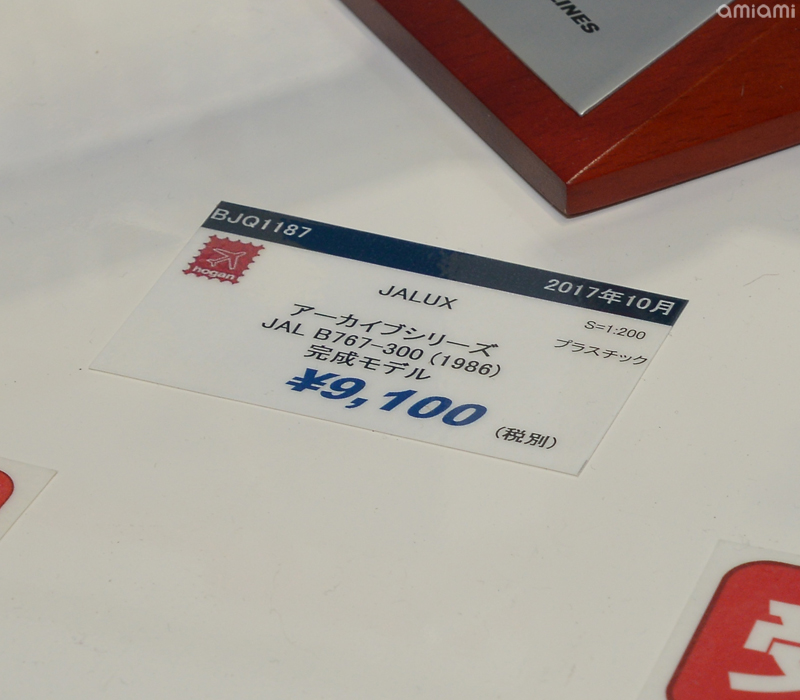 amiami
INES
BJQ1187
2017年10月
hogan
JALUX
S=1:200
アーカイブシリーズ
プラスチック
JAL B767-300 (1986)
完成モデル
¥9,100
(税別)